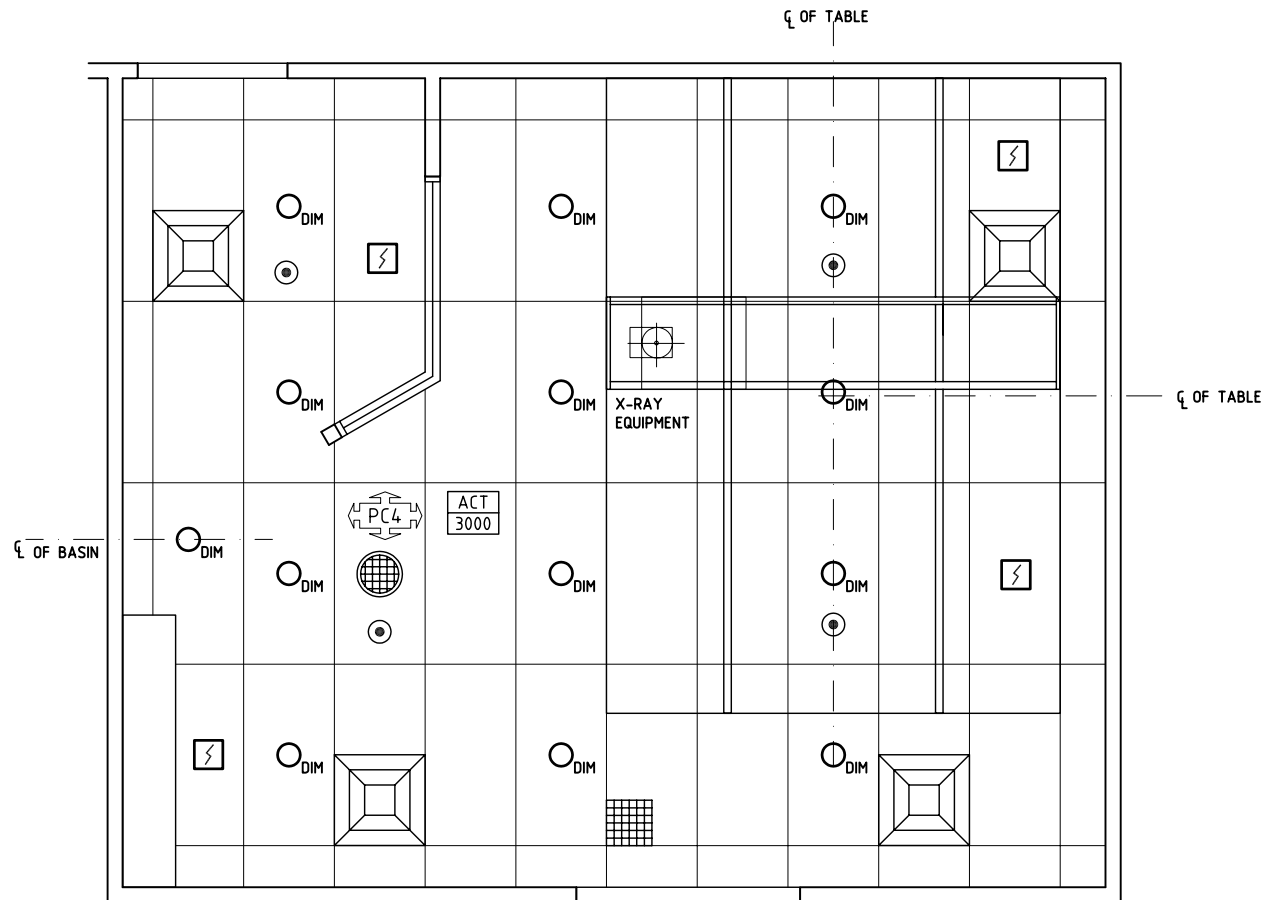 ℄ OF TABLE
DIM
DIM
DIM
DIM
DIM
DIM
X-RAY
EQUIPMENT
℄ OF TABLE
PC4
ACT
3000
℄ OF BASIN
DIM
DIM
DIM
DIM
DIM
DIM
DIM